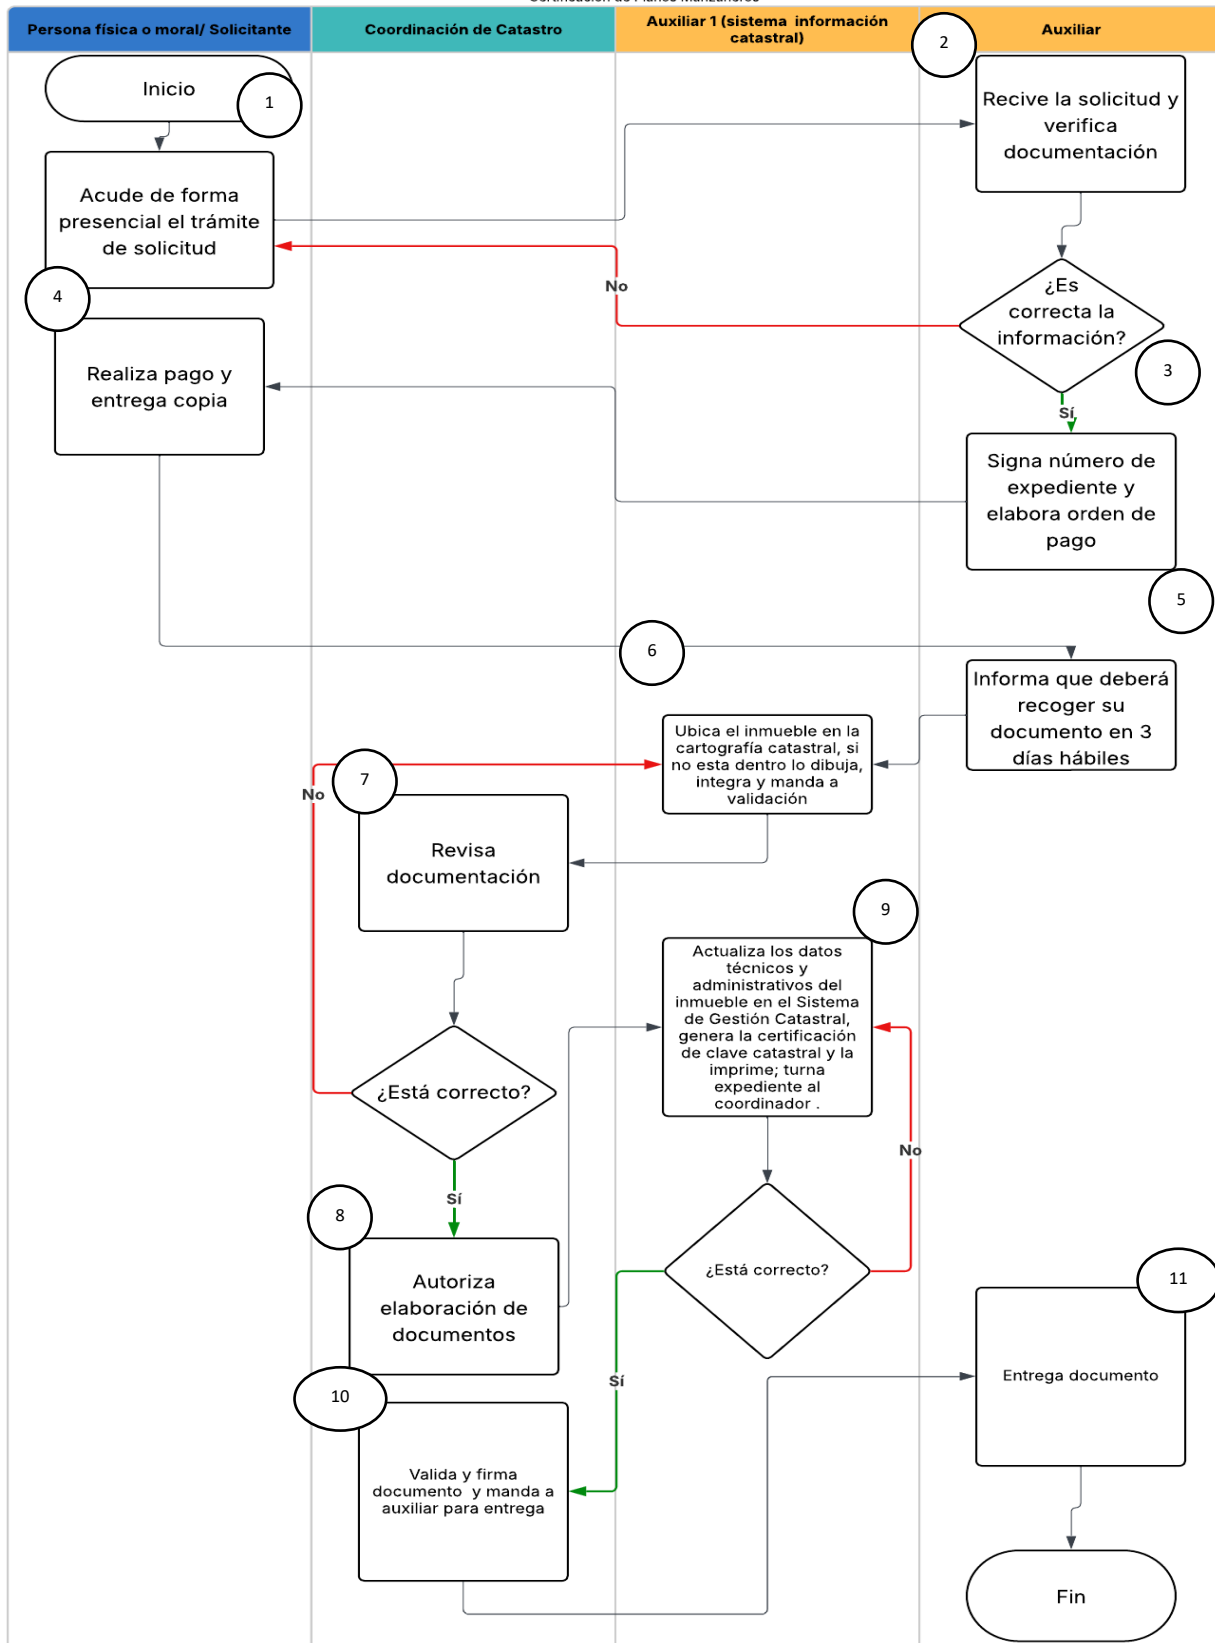 Certificación de Planos Manzaneros
Persona física o moral/ Solicitante
Coordinación de Catastro
Auxiliar 1 (sistema información
catastral)
Auxiliar
2
Inicio
1
Recive la solicitud y
verifica
documentación
Acude de forma
presencial el trámite
de solicitud
No
¿Es
correcta la
información?
4
3
Realiza pago y
entrega copia
Sí
Signa número de
expediente y
elabora orden de
pago
5
6
Informa que deberá
recoger su
documento en 3
días hábiles
Ubica el inmueble en la
cartografía catastral, si
no esta dentro lo dibuja,
integra y manda a
validación
7
No
Revisa
documentación
9
Actualiza los datos
técnicos y
administrativos del
inmueble en el Sistema
de Gestión Catastral,
genera la certificación
de clave catastral y la
imprime; turna
expediente al
coordinador .
¿Está correcto?
No
Sí
8
Autoriza
elaboración de
documentos
¿Está correcto?
11
Sí
10
Entrega documento
Valida y firma
documento y manda a
auxiliar para entrega
Fin